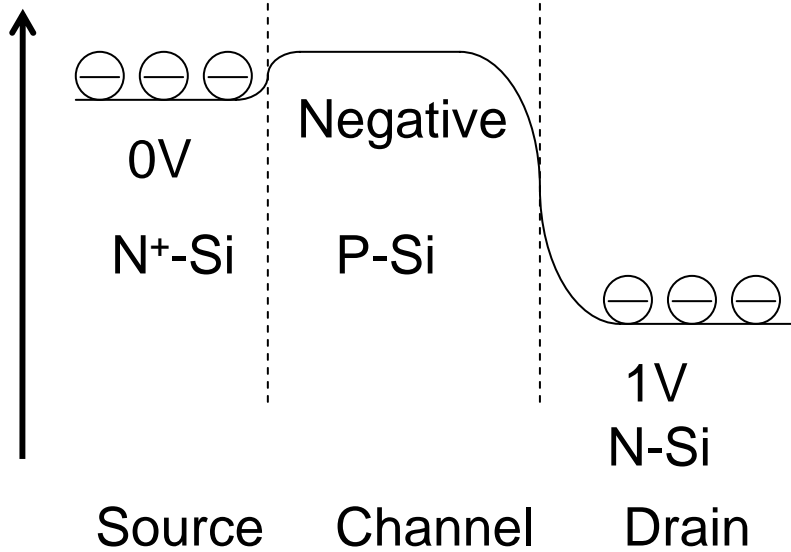 Negative
0V
N⁺-Si
P-Si
1V
N-Si
Source
Channel
Drain